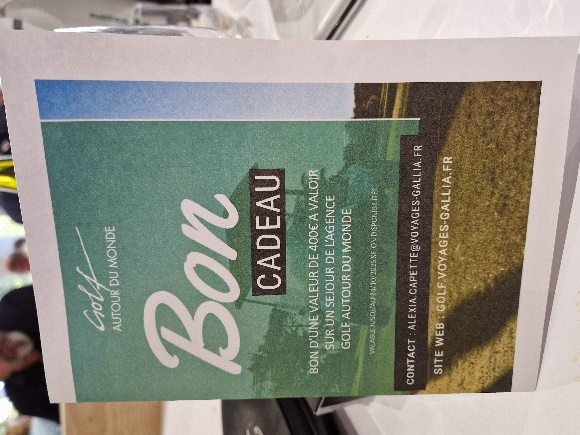 Golf
AUTOUR DU MONDE
Bon
CADEAU
BON D'UNE VALEUR DE 400€ A VALOIR
SUR UN SEJOUR DE L'AGENCE
GOLF AUTOUR DU MONDE
CONTACT : ALEXIA.CAPETTE@VOYAGES-GALLIA.FR
SITE WEB : GOLF.VOYAGES-GALLIA.FR